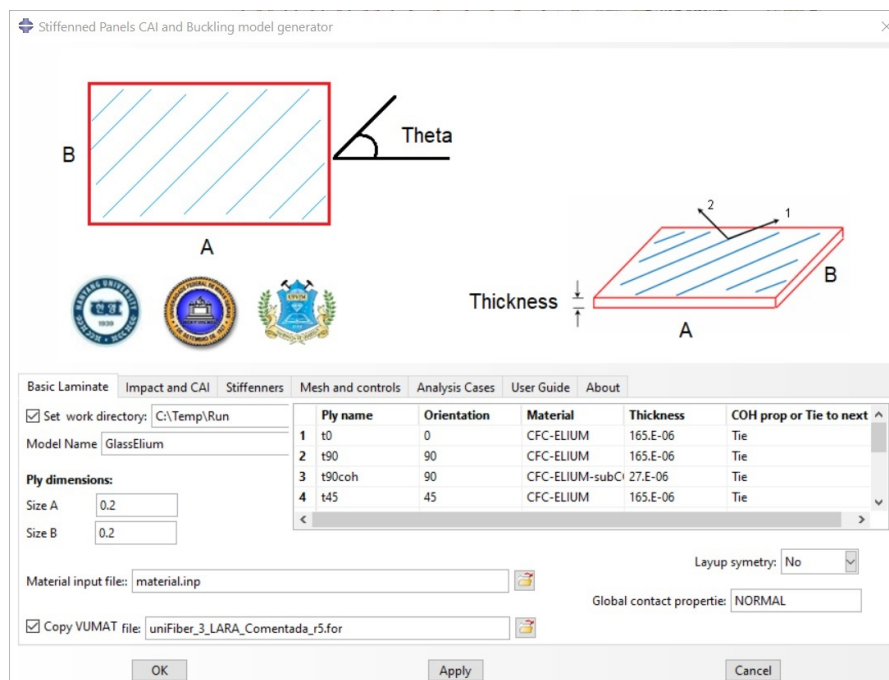 Stiffenned Panels CAI and Buckling model generator
B
Theta
A
2
1
B
Thickness
A
1939
Basic Laminate
Impact and CAI
Stiffenners
Mesh and controls
Analysis Cases
User Guide
About
Set work directory: C:\Temp\Run
Model Name GlassElium
Ply dimensions:
Size A 0.2
Size B 0.2
Ply name Orientation Material Thickness COH prop or Tie to next
1 t0 0 CFC-ELIUM 165.E-06 Tie
2 t90 90 CFC-ELIUM 165.E-06 Tie
3 t90coh 90 CFC-ELIUM-subC 27.E-06 Tie
4 t45 45 CFC-ELIUM 165.E-06 Tie
Layup symetry: No
Material input file:: material.inp
Global contact propertie: NORMAL
Copy VUMAT file: uniFiber_3_LARA_Comentada_r5.for
OK
Apply
Cancel